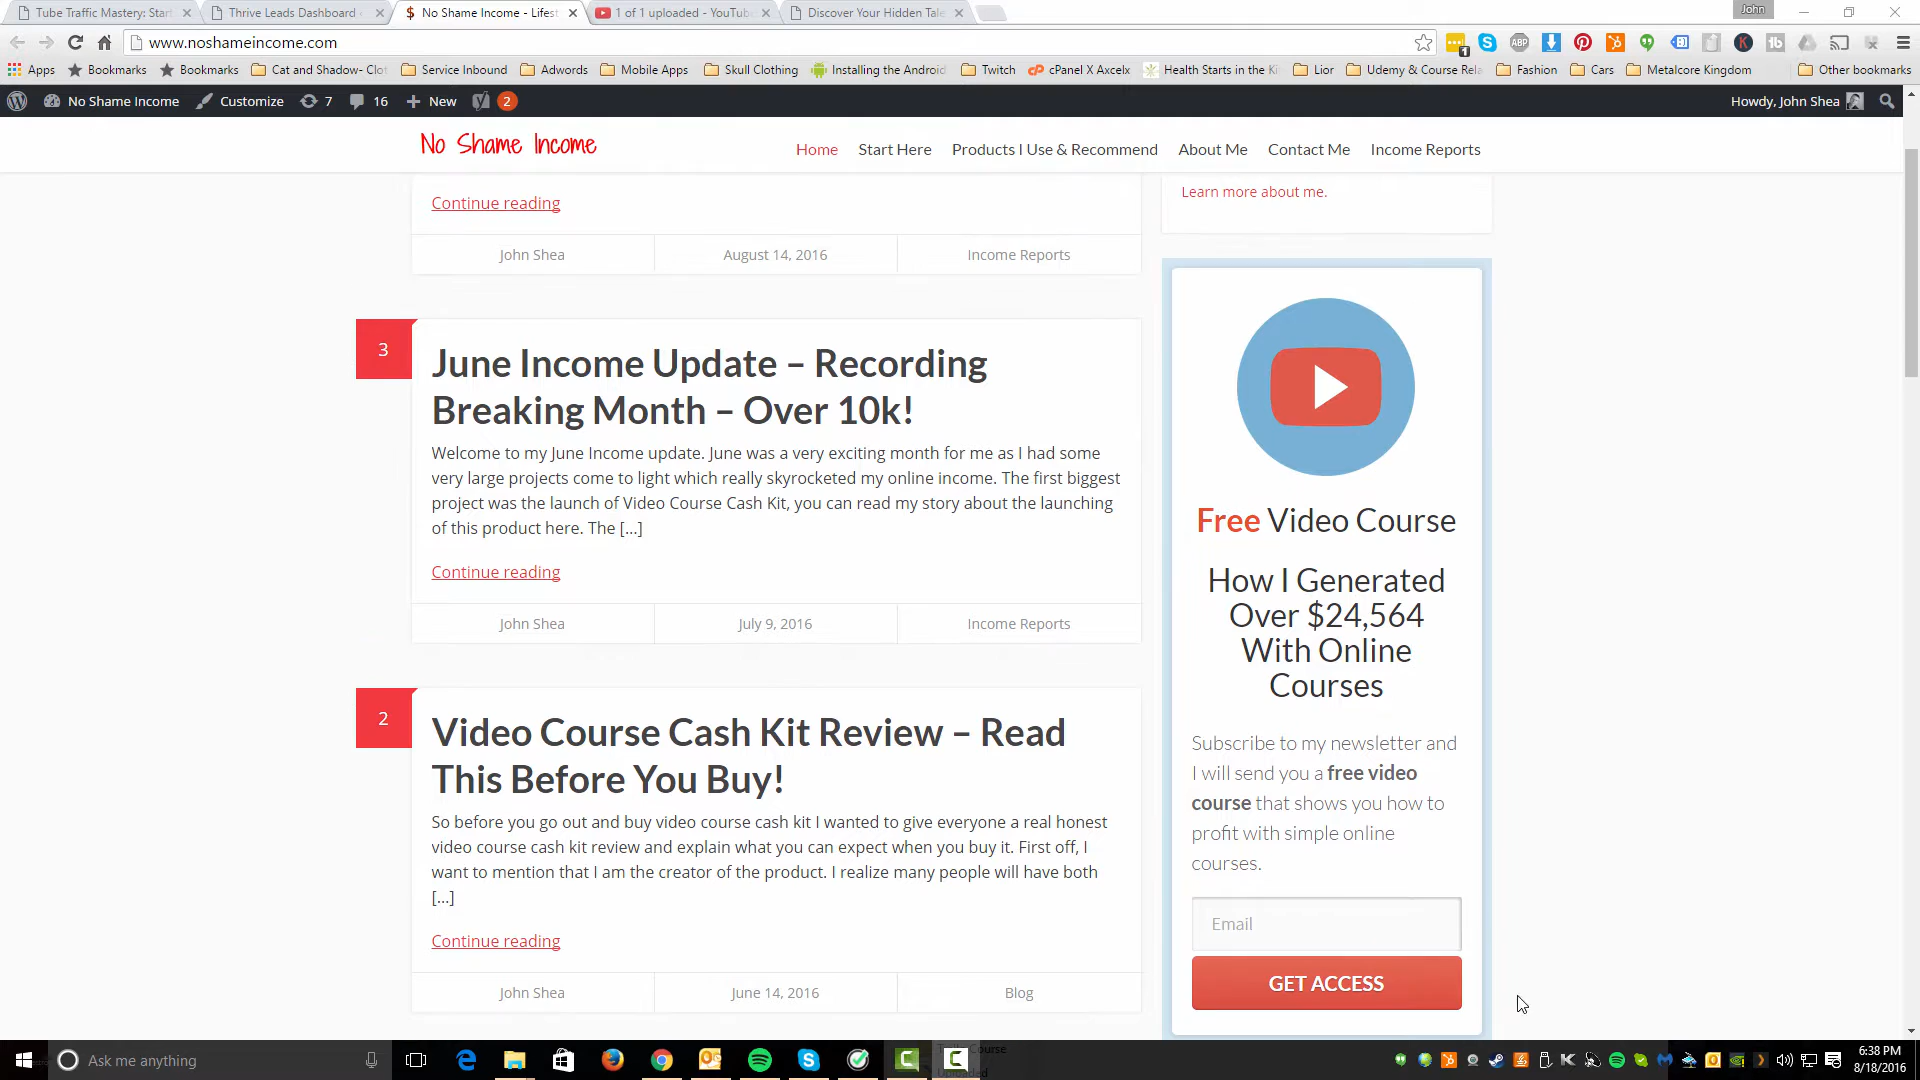 Tube Traffic Mastery: Start
Thrive Leads Dashboard
No Shame Income - Lifest
1 of 1 uploaded - YouTube
Discover Your Hidden Tale
John
www.noshameincome.com
Apps
Bookmarks
Bookmarks
Cat and Shadow- Clot
Service Inbound
Adwords
Mobile Apps
Skull Clothing
Installing the Android
Twitch
cPanel X Axcelx
Health Starts in the Ki
Lior
Udemy & Course Rela
Fashion
Cars
Metalcore Kingdom
Other bookmarks
No Shame Income
Customize
7
16
New
2
Howdy, John Shea
No Shame Income
Home
Start Here
Products I Use & Recommend
About Me
Contact Me
Income Reports
Continue reading
John Shea
August 14, 2016
Income Reports
3
June Income Update – Recording
Breaking Month – Over 10k!
Welcome to my June Income update. June was a very exciting month for me as I had some
very large projects come to light which really skyrocketed my online income. The first biggest
project was the launch of Video Course Cash Kit, you can read my story about the launching
of this product here. The [...]
Continue reading
John Shea
July 9, 2016
Income Reports
2
Video Course Cash Kit Review – Read
This Before You Buy!
So before you go out and buy video course cash kit I wanted to give everyone a real honest
video course cash kit review and explain what you can expect when you buy it. First off, I
want to mention that I am the creator of the product. I realize many people will have both
[...]
Continue reading
John Shea
June 14, 2016
Blog
Learn more about me.
Free Video Course
How I Generated
Over $24,564
With Online
Courses
Subscribe to my newsletter and
I will send you a free video
course that shows you how to
profit with simple online
courses.
Email
GET ACCESS
Ask me anything
6:38 PM
8/18/2016